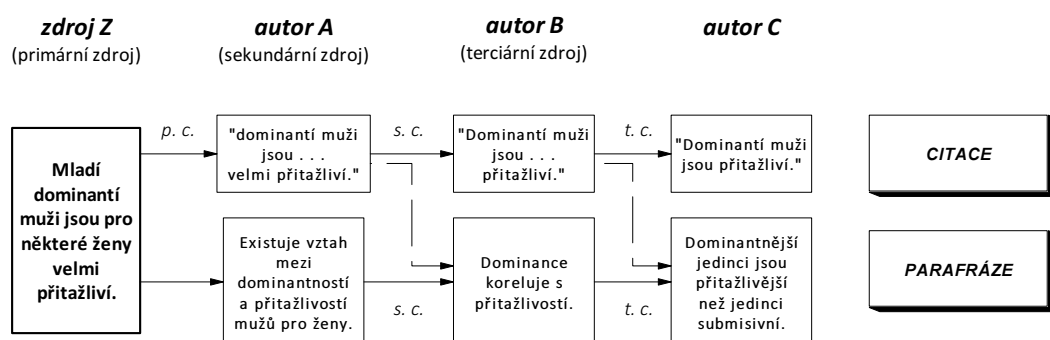 zdroj Z
(primární zdroj)
autor A
(sekundární zdroj)
autor B
(terciární zdroj)
autor C
Mladí
dominantí
muži jsou pro
některé ženy
velmi
přitažliví.
p. c.
"dominantí muži
jsou . . .
velmi přitažliví."
s. c.
"Dominantí muži
jsou . . .
přitažliví."
t. c.
"Dominantí muži
jsou přitažliví."
CITACE
Existuje vztah
mezi
dominantností
a přitažlivostí
mužů pro ženy.
s. c.
Dominance
koreluje s
přitažlivostí.
t. c.
Dominantnější
jedinci jsou
přitažlivější
než jedinci
submisivní.
PARAFRÁZE